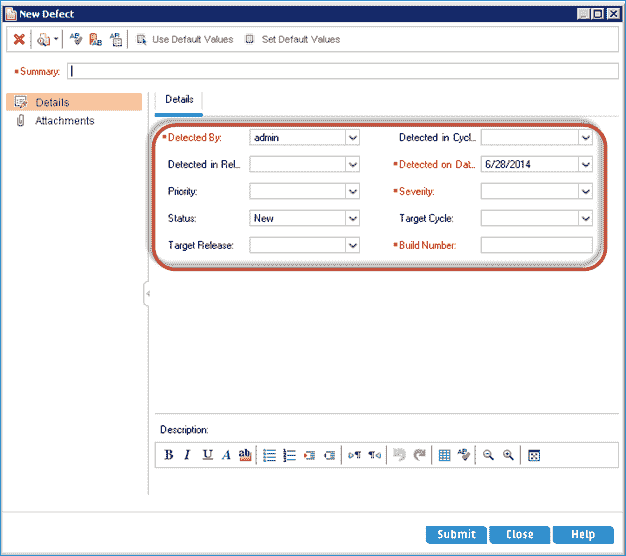 New Defect
Use Default Values Set Default Values
Summary:
Details
Attachments
Details
Detected By: admin Detected in Cycl...
Detected in Rel... Detected on Dat... 6/28/2014
Priority: Severity:
Status: New Target Cycle:
Target Release: Build Number:
Description:
B I U A ab
Submit Close Help